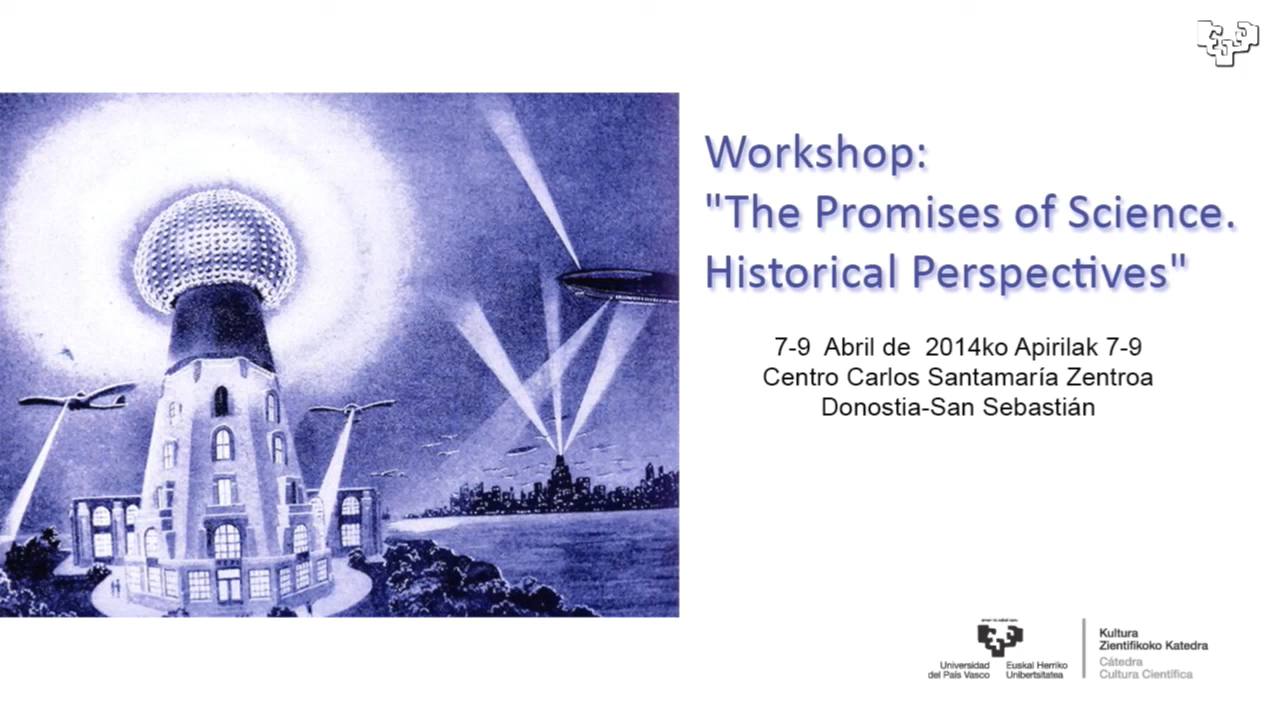 Workshop:
"The Promises of Science.
Historical Perspectives"
7-9 Abril de 2014ko Apirilak 7-9
Centro Carlos Santamaría Zentroa
Donostia-San Sebastián
Universidad
del País Vasco
Euskal Herriko
Unibertsitatea
Kultura
Zientifikoko Katedra
Cátedra
Cultura Científica